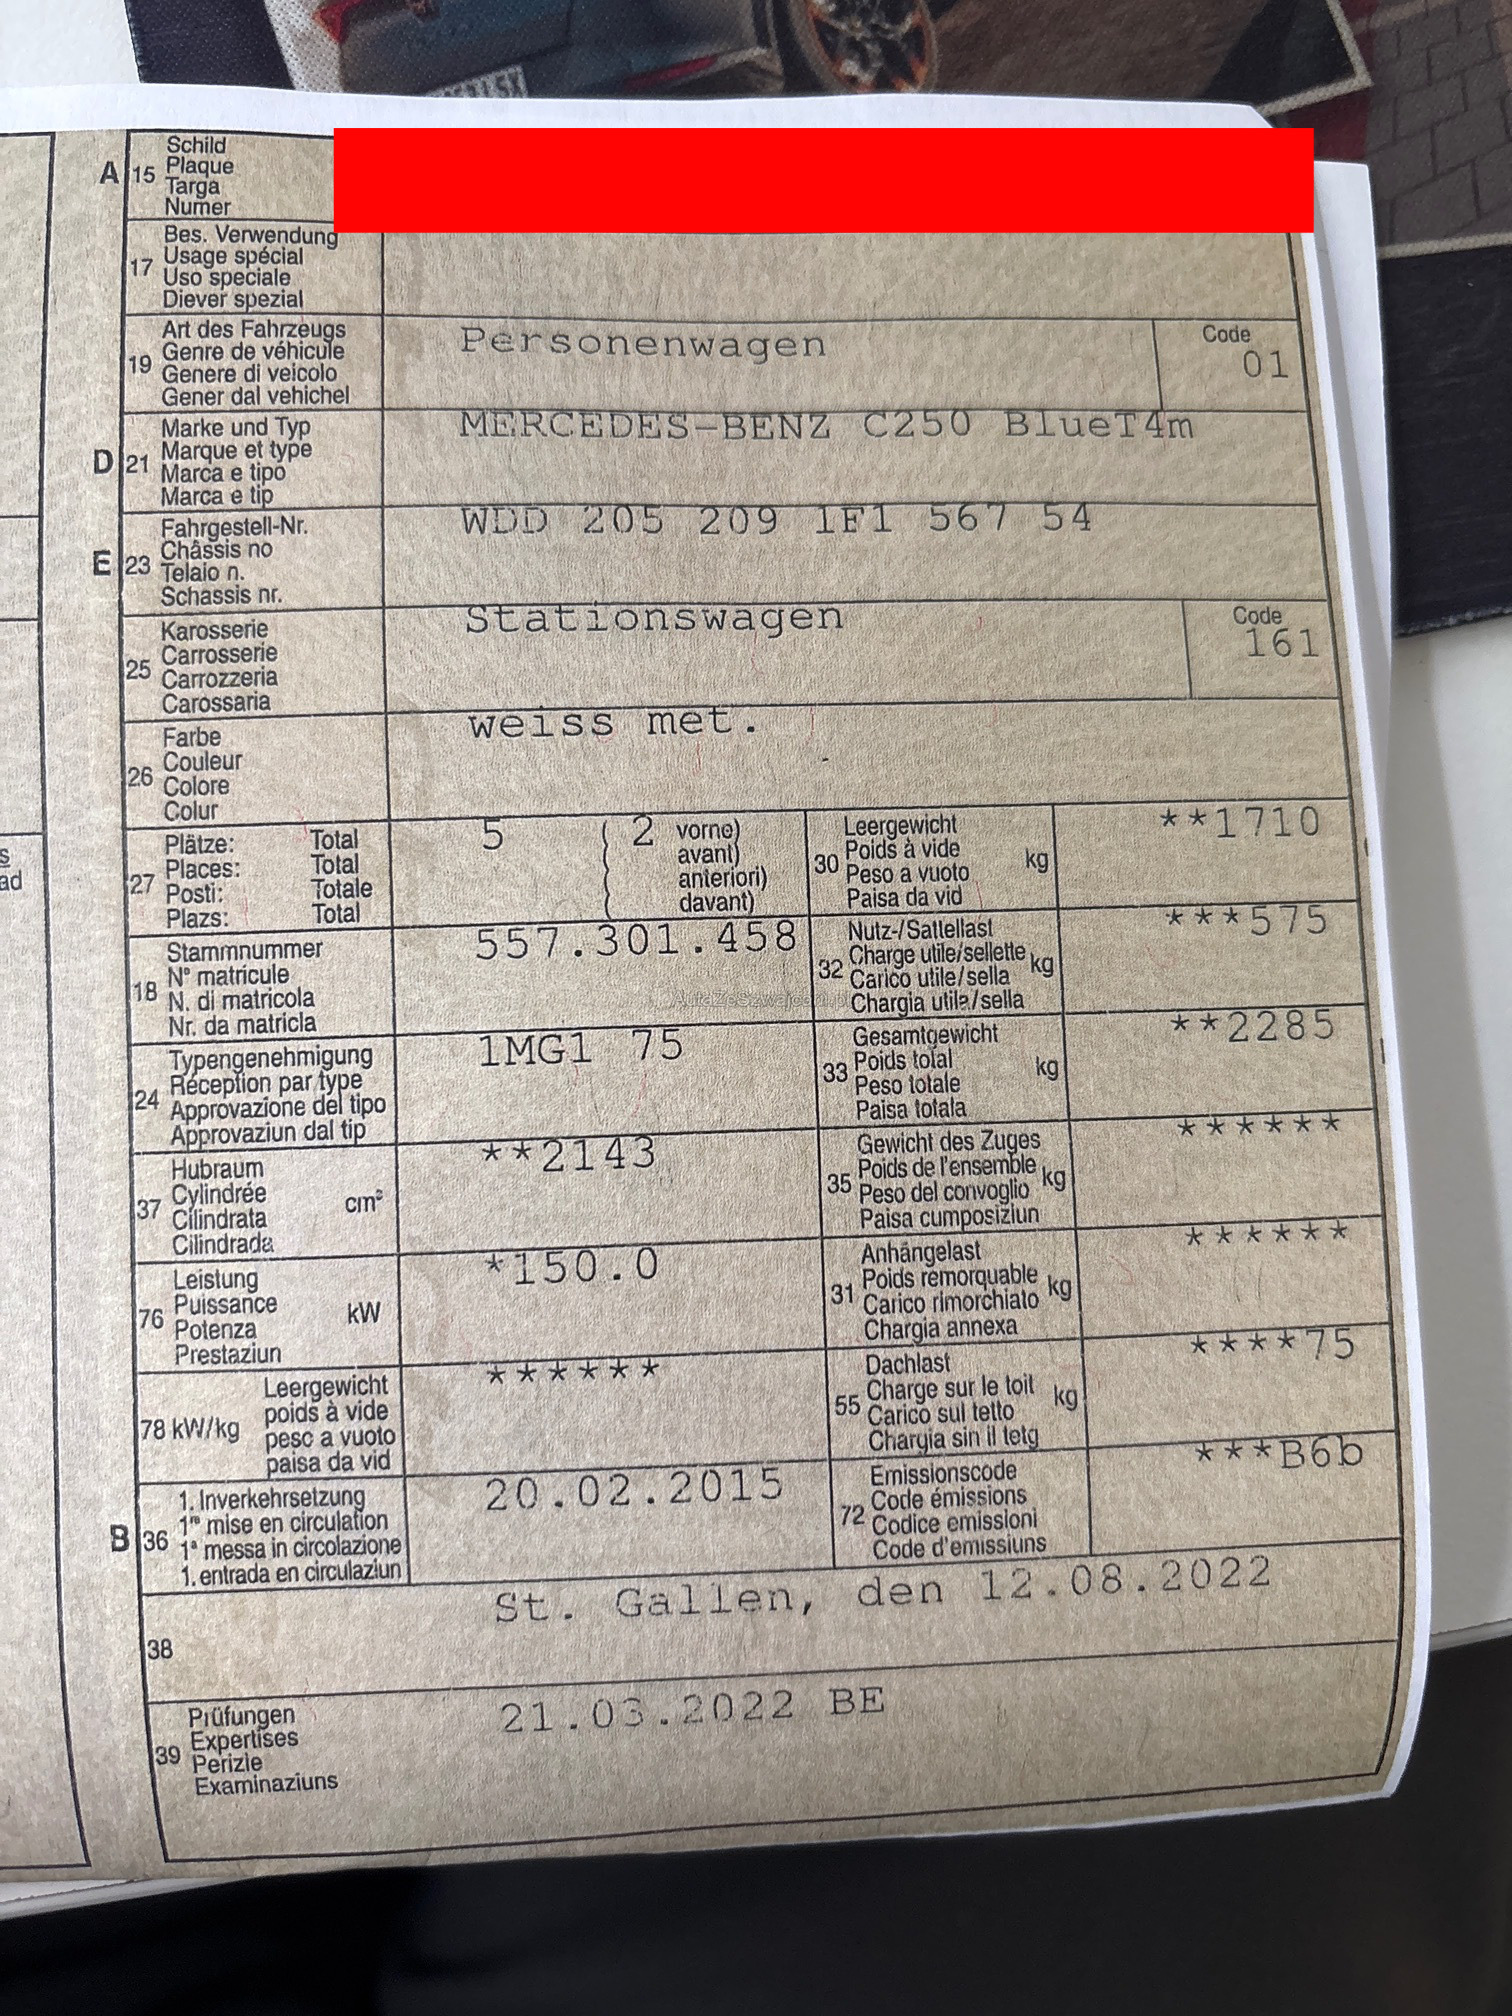 A 15 Schild
Plaque
Targa
Numer
17 Bes. Verwendung
Usage spécial
Uso speciale
Diever spezial
19 Art des Fahrzeugs
Genre de véhicule
Genere di veicolo
Gener dal vehichel
Personenwagen
Code
01
D 21 Marke und Typ
Marque et type
Marca e tipo
Marca e tip
MERCEDES-BENZ C250 BlueT4m
E 23 Fahrgestell-Nr.
Châssis no
Telaio n.
Schassis nr.
WDD 205 209 1F1 567 54
25 Karosserie
Carrosserie
Carrozzeria
Carossaria
Stationswagen
Code
161
26 Farbe
Couleur
Colore
Colur
weiss met.
27 Plätze: Total
Places: Total
Posti: Totale
Plazs: Total
5 ( 2 vorne)
avant)
anteriori)
( davant)
30 Leergewicht
Poids à vide
Peso a vuoto
Paisa da vid
kg
**1710
18 Stammnummer
N° matricule
N. di matricola
Nr. da matricla
557.301.458
32 Nutz-/Sattellast
Charge utile/sellette
Carico utile/sella
Chargia utila/sella
kg
***575
24 Typengenehmigung
Réception par type
Approvazione del tipo
Approvaziun dal tip
1MG1 75
33 Gesamtgewicht
Poids total
Peso totale
Paisa totala
kg
**2285
37 Hubraum
Cylindrée
Cilindrata
Cilindrada
cm³
**2143
35 Gewicht des Zuges
Poids de l'ensemble
Peso del convoglio
Paisa cumposiziun
kg
******
76 Leistung
Puissance
Potenza
Prestaziun
kW
*150.0
31 Anhängelast
Poids remorquable
Carico rimorchiato
Chargia annexa
kg
******
78 kW/kg Leergewicht
poids à vide
peso a vuoto
paisa da vid
******
55 Dachlast
Charge sur le toit
Carico sul tetto
Chargia sin il tetg
kg
****75
B 36 1. Inverkehrsetzung
1re mise en circulation
1a messa in circolazione
1. entrada en circulaziun
20.02.2015
72 Emissionscode
Code émissions
Codice emissioni
Code d'emissiuns
***B6b
38
St. Gallen, den 12.08.2022
39 Prüfungen
Expertises
Perizie
Examinaziuns
21.03.2022 BE